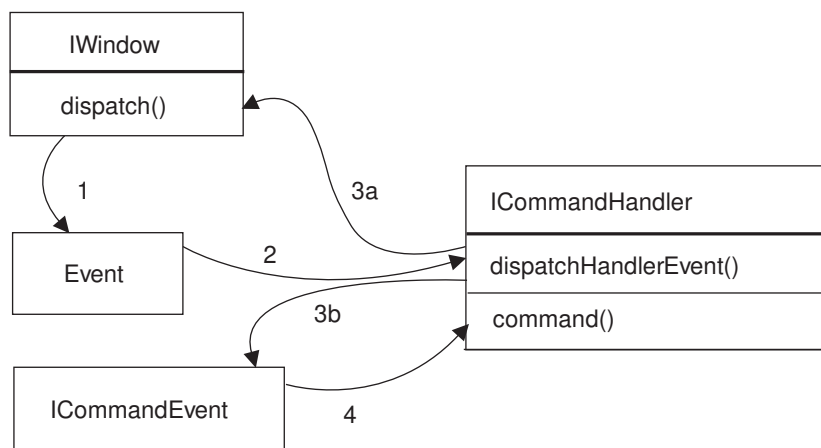 IWindow
dispatch()
1
3a
ICommandHandler
Event
2
dispatchHandlerEvent()
3b
command()
ICommandEvent
4